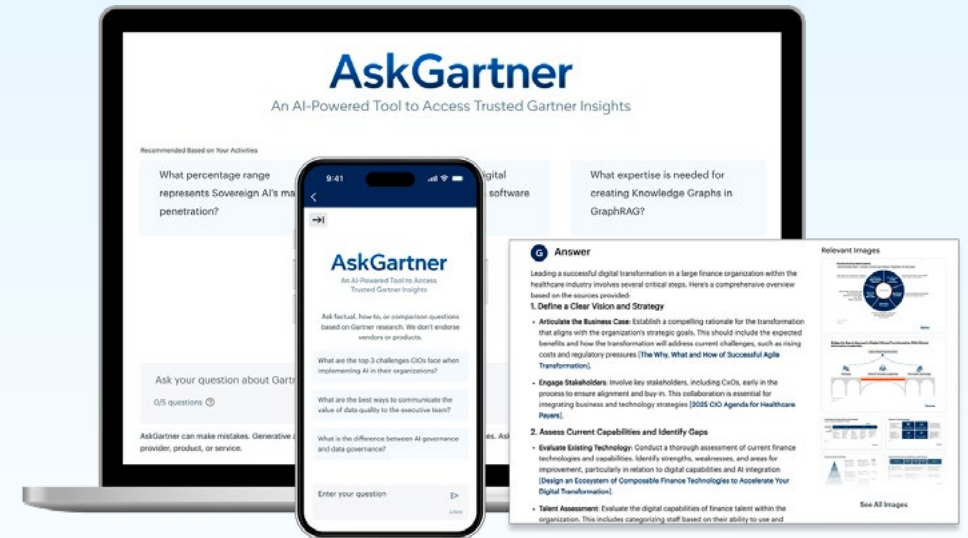 AskGartner
An AI-Powered Tool to Access Trusted Gartner Insights
Recommended Based on Your Activities
What percentage range
represents Sovereign AI's ma
penetration?
igital
software
What expertise is needed for
creating Knowledge Graphs in
GraphRAG?
Ask your question about Gartn
0/5 questions
AskGartner can make mistakes. Generative a
es. Ask
provider, product, or service.
9:41
AskGartner
An AI-Powered Tool to Access
Trusted Gartner Insights
Ask factual, how-to, or comparison questions
based on Gartner research. We don't endorse
vendors or products.
What are the top 3 challenges CIOs face when
implementing AI in their organizations?
What are the best ways to communicate the
value of data quality to the executive team?
What is the difference between AI governance
and data governance?
Enter your question
G Answer
Leading a successful digital transformation in a large finance organization within the
healthcare industry involves several critical steps. Here's a comprehensive overview
based on the sources provided:
1. Define a Clear Vision and Strategy
• Articulate the Business Case: Establish a compelling rationale for the transformation
that aligns with the organization's strategic goals. This should include the expected
benefits and how the transformation will address current challenges, such as rising
costs and regulatory pressures [The Why, What and How of Successful Agile
Transformation].
• Engage Stakeholders: Involve key stakeholders, including CxOs, early in the
process to ensure alignment and buy-in. This collaboration is essential for
integrating business and technology strategies [2025 CIO Agenda for Healthcare
Payers].
2. Assess Current Capabilities and Identify Gaps
• Evaluate Existing Technology: Conduct a thorough assessment of current finance
technologies and capabilities. Identify strengths, weaknesses, and areas for
improvement, particularly in relation to digital capabilities and AI integration
[Design an Ecosystem of Composable Finance Technologies to Accelerate Your
Digital Transformation].
• Talent Assessment: Evaluate the digital capabilities of finance talent within the
organization. This includes categorizing staff based on their ability to use and
Relevant Images
See All Images